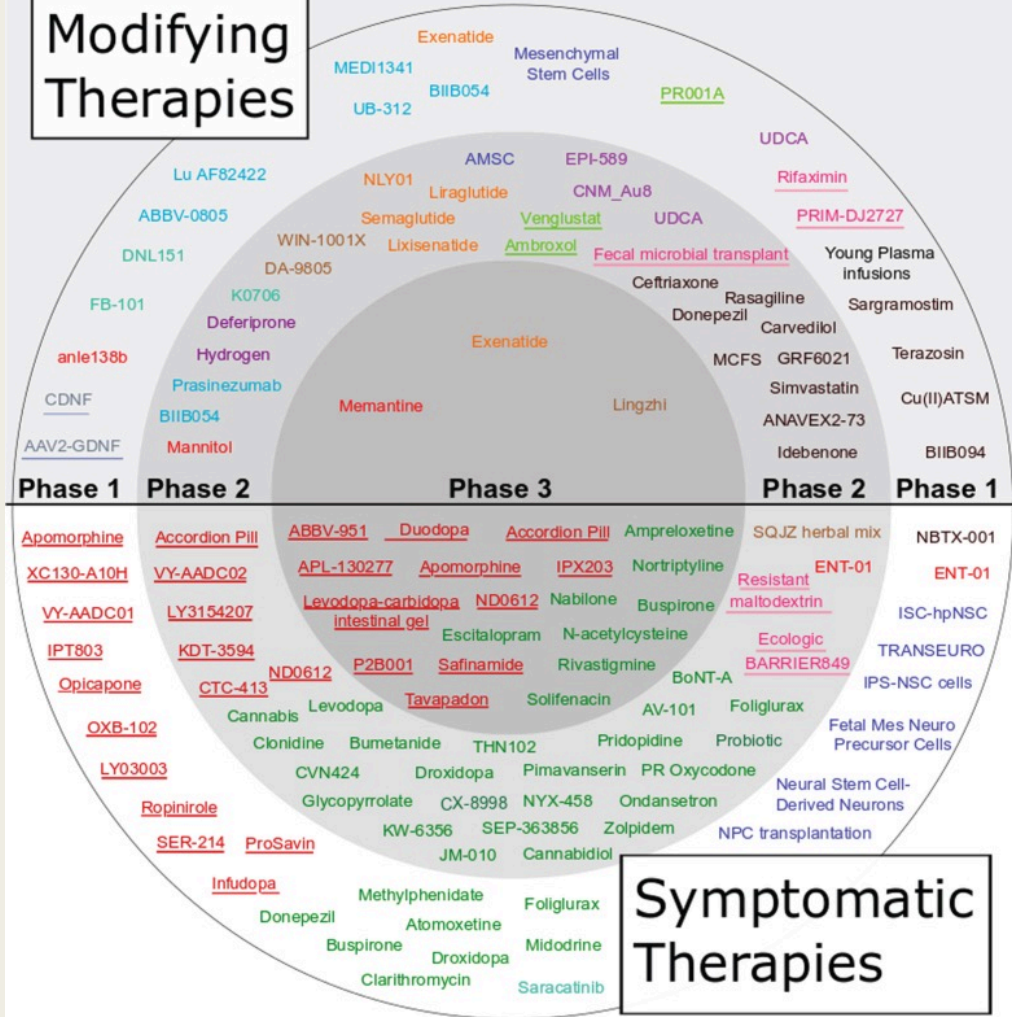 Modifying
Therapies
Exenatide
Mesenchymal
Stem Cells
MEDI1341
BIIB054
UB-312
PR001A
UDCA
Lu AF82422
AMSC
EPI-589
NLY01
Liraglutide
CNM_Au8
Rifaximin
ABBV-0805
Semaglutide
Venglustat
UDCA
PRIM-DJ2727
WIN-1001X
Lixisenatide
Ambroxol
DNL151
DA-9805
Fecal microbial transplant
Young Plasma
infusions
FB-101
K0706
Ceftriaxone
Rasagiline
Donepezil
Sargramostim
Deferiprone
Carvedilol
Exenatide
anle138b
Hydrogen
MCFS
GRF6021
Terazosin
Prasinezumab
Simvastatin
CDNF
Memantine
Lingzhi
Cu(II)ATSM
BIIB054
ANAVEX2-73
AAV2-GDNF
Mannitol
Idebenone
BIIB094
Phase 1 Phase 2 Phase 3 Phase 2 Phase 1
Apomorphine
Accordion Pill
ABBV-951
Duodopa
Accordion Pill
Ampreloxetine
SQJZ herbal mix
NBTX-001
XC130-A10H
VY-AADC02
APL-130277
Apomorphine
IPX203
Nortriptyline
ENT-01
ENT-01
Resistant
maltodextrin
VY-AADC01
LY3154207
Levodopa-carbidopa
intestinal gel
ND0612
Nabilone
Buspirone
ISC-hpNSC
IPT803
KDT-3594
Escitalopram
N-acetylcysteine
Ecologic
BARRIER849
TRANSEURO
ND0612
P2B001
Safinamide
Rivastigmine
BoNT-A
IPS-NSC cells
Opicapone
CTC-413
Levodopa
Tavapadon
Solifenacin
AV-101
Foliglurax
OXB-102
Cannabis
Fetal Mes Neuro
Precursor Cells
Clonidine
Bumetanide
THN102
Pridopidine
Probiotic
LY03003
CVN424
Droxidopa
Pimavanserin
PR Oxycodone
Neural Stem Cell-
Derived Neurons
Ropinirole
Glycopyrrolate
CX-8998
NYX-458
Ondansetron
SER-214
ProSavin
KW-6356
SEP-363856
Zolpidem
NPC transplantation
JM-010
Cannabidiol
Infudopa
Methylphenidate
Foliglurax
Donepezil
Atomoxetine
Buspirone
Droxidopa
Midodrine
Clarithromycin
Saracatinib
Symptomatic
Therapies